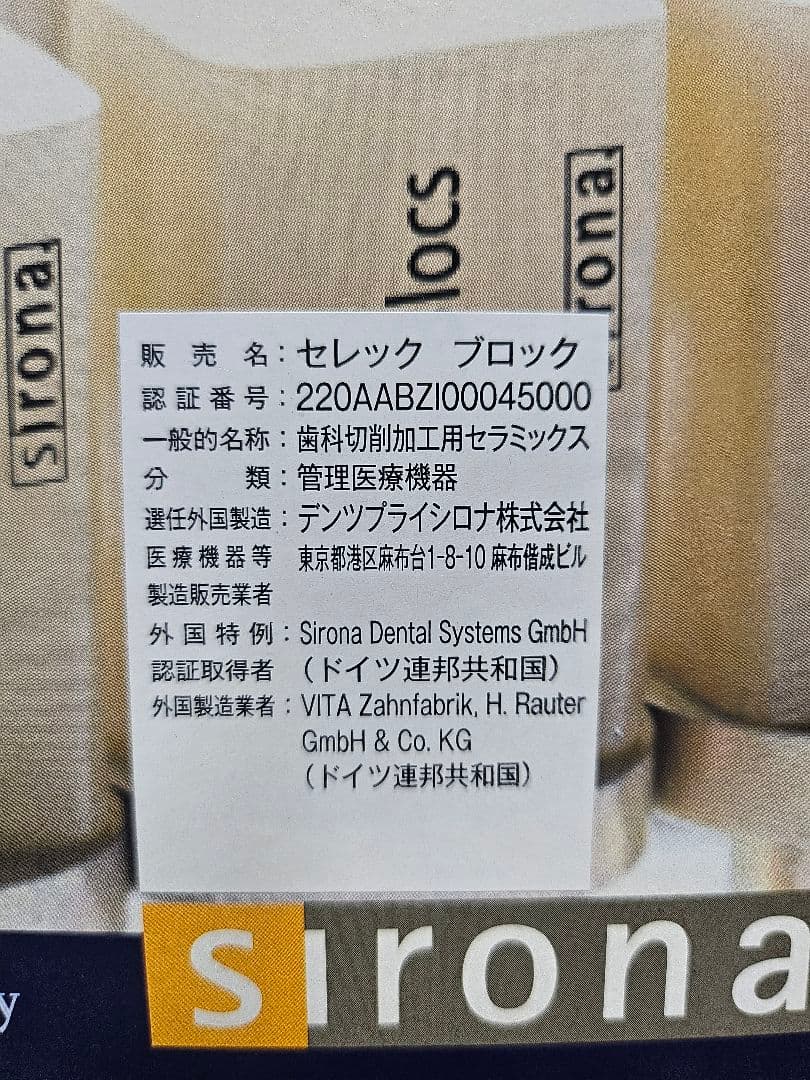 sirona
locs
sirona
販売名：セレック ブロック
認証番号：220AABZI00045000
一般的名称：歯科切削加工用セラミックス
分類：管理医療機器
選任外国製造：デンツプライシロナ株式会社
医療機器等 東京都港区麻布台1-8-10 麻布偕成ビル
製造販売業者
外国特例：Sirona Dental Systems GmbH
認証取得者（ドイツ連邦共和国）
外国製造業者：VITA Zahnfabrik, H. Rauter
GmbH & Co. KG
（ドイツ連邦共和国）
sirona
y